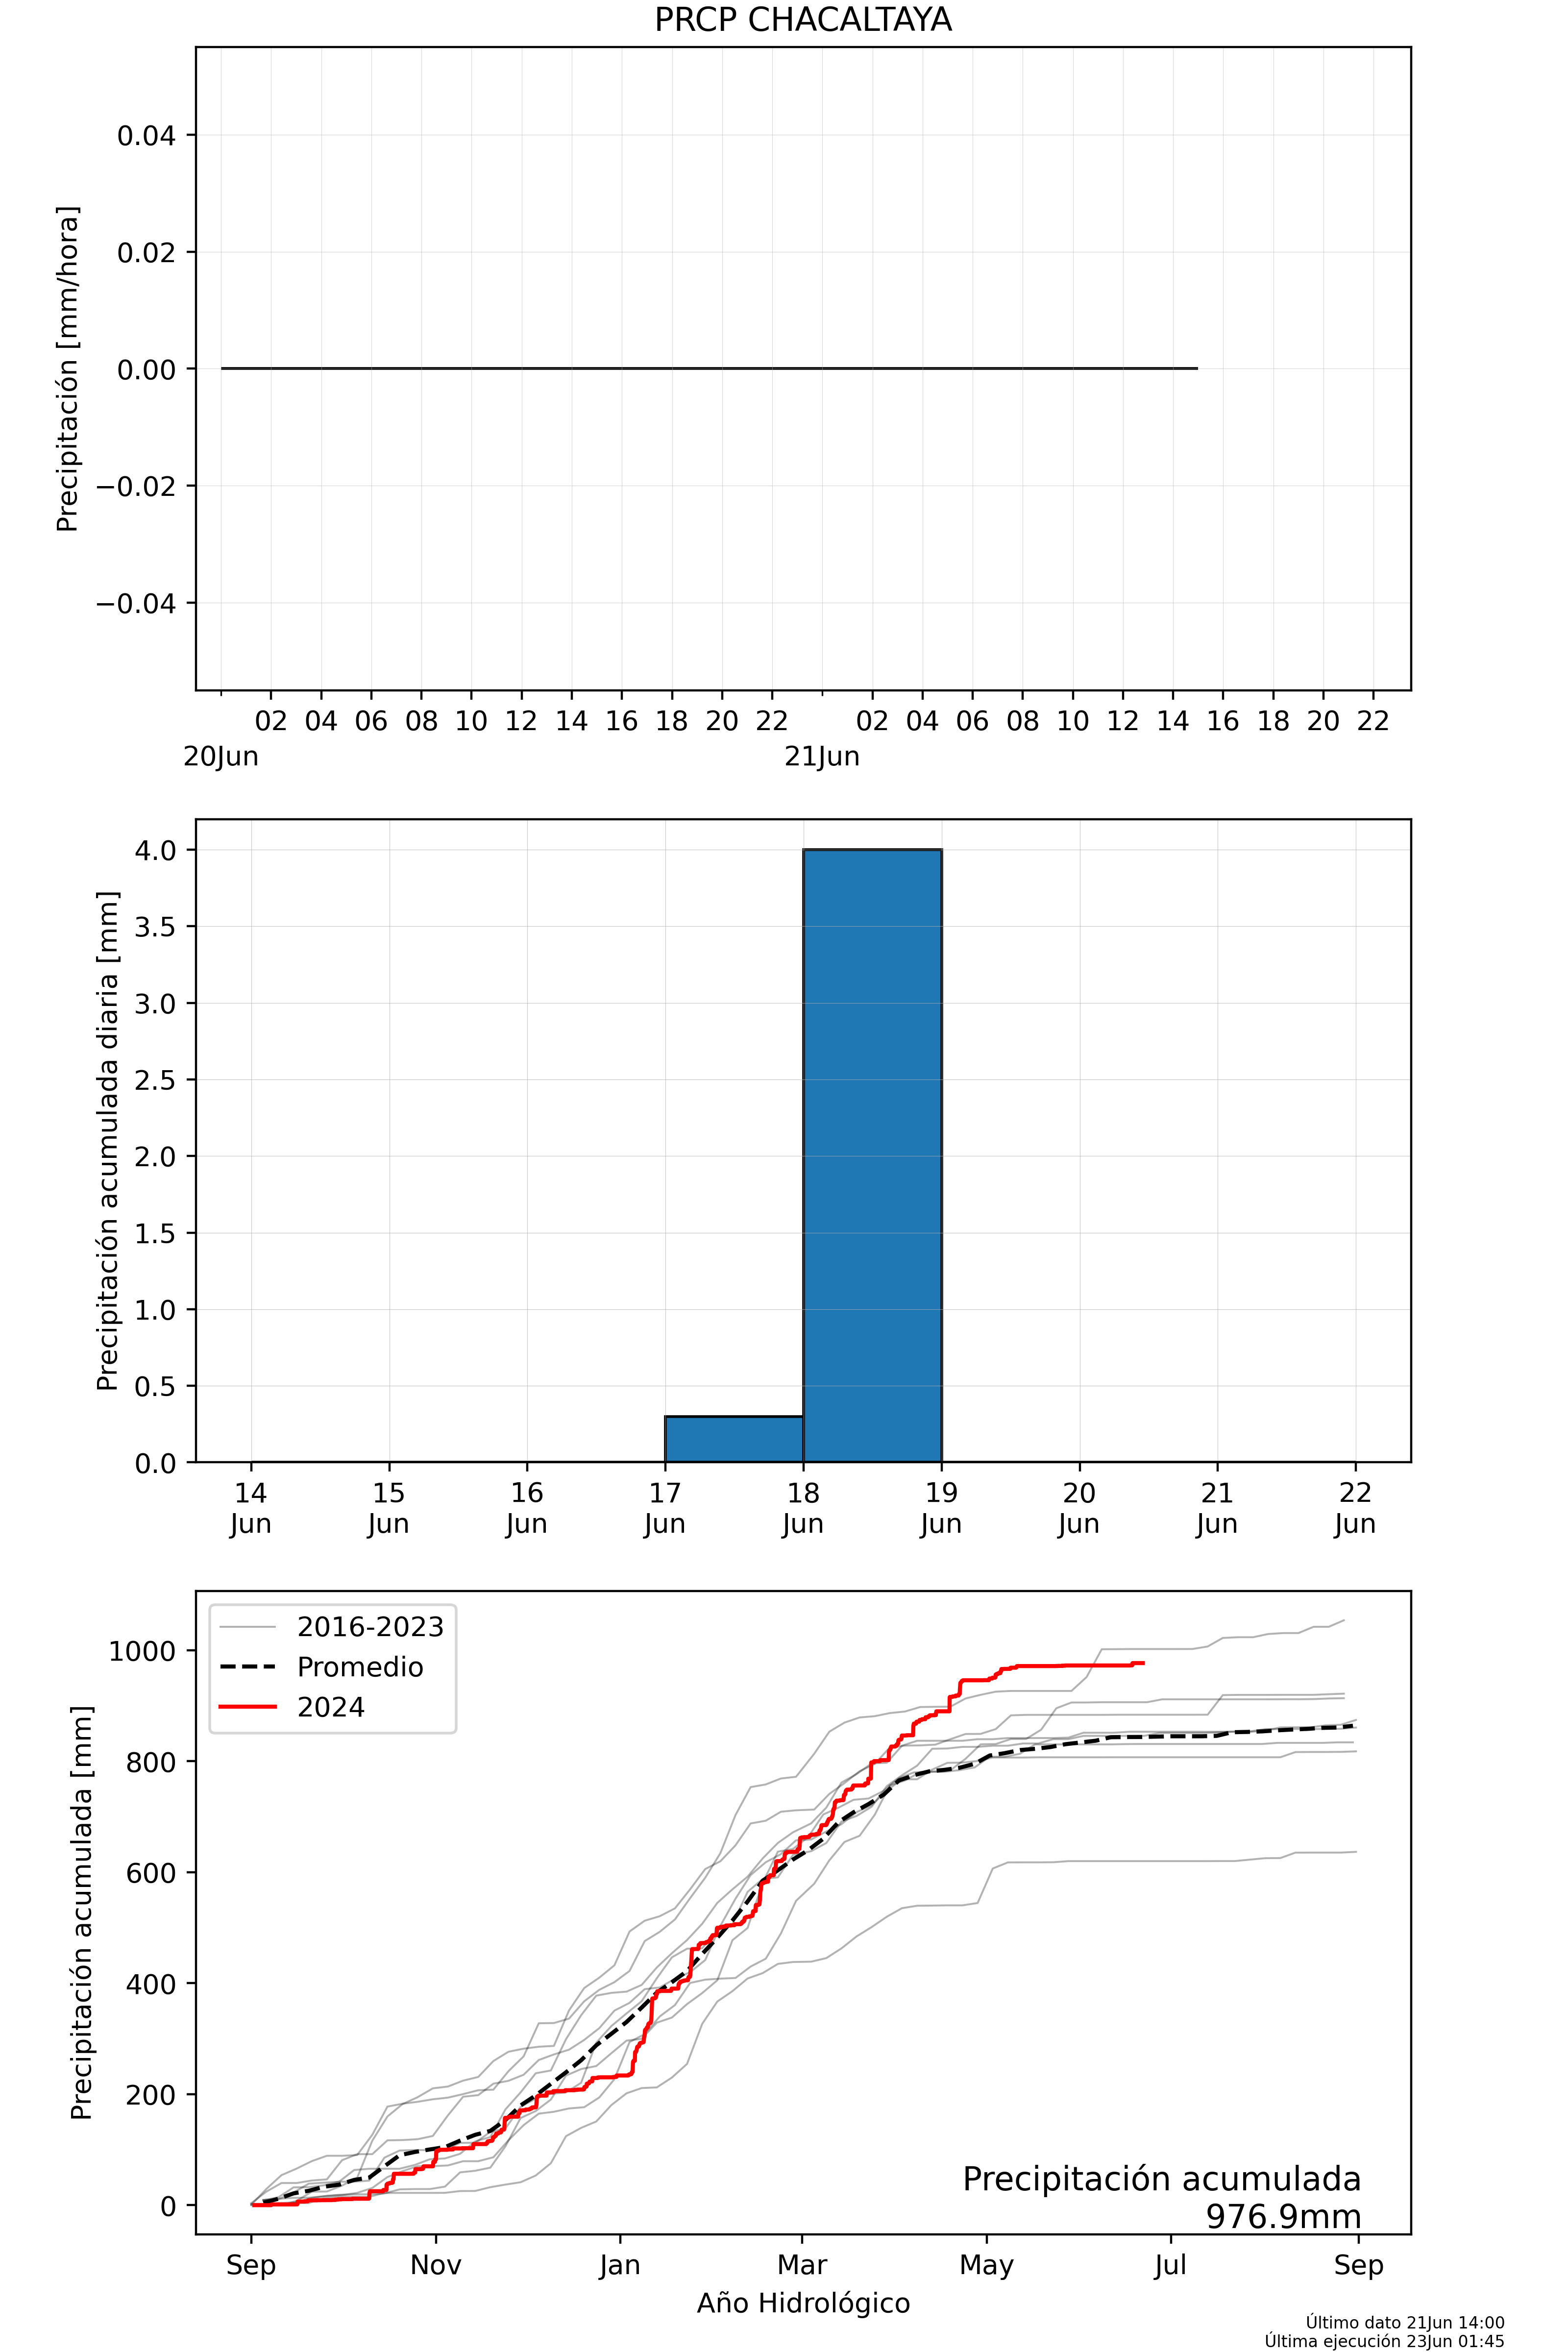 PRCP CHACALTAYA
Precipitación [mm/hora]
0.04
0.02
0.00
−0.02
−0.04
02 04 06 08 10 12 14 16 18 20 22 02 04 06 08 10 12 14 16 18 20 22
20Jun 21Jun
Precipitación acumulada diaria [mm]
4.0
3.5
3.0
2.5
2.0
1.5
1.0
0.5
0.0
14 15 16 17 18 19 20 21 22
Jun Jun Jun Jun Jun Jun Jun Jun Jun
Precipitación acumulada [mm]
1000
800
600
400
200
0
2016-2023
Promedio
2024
Precipitación acumulada
976.9mm
Sep Nov Jan Mar May Jul Sep
Año Hidrológico
Último dato 21Jun 14:00
Última ejecución 23Jun 01:45